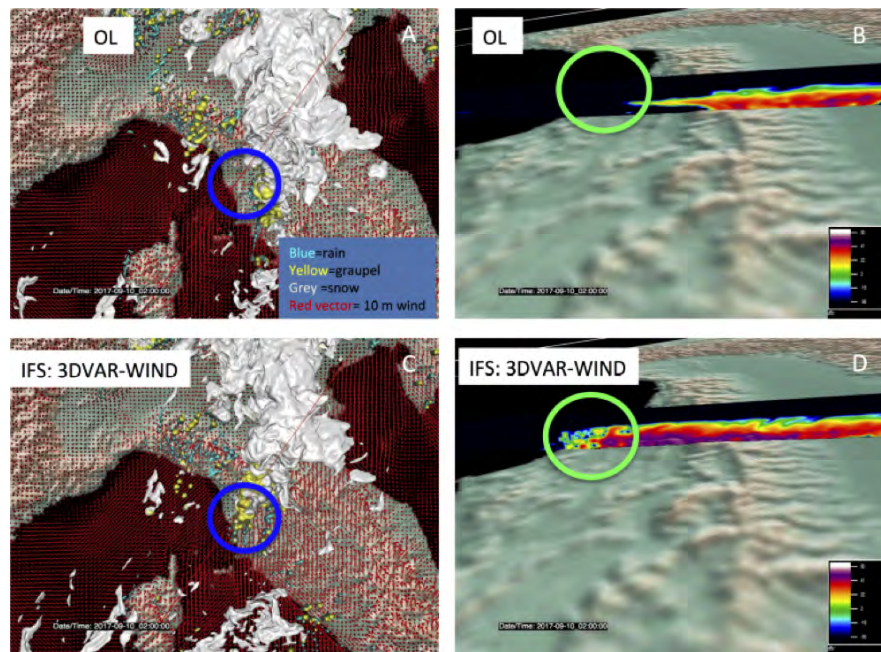 OL
A
Blue=rain
Yellow=graupel
Grey =snow
Red vector= 10 m wind
Date/Time: 2017-09-10_02:00:00
OL
B
Date/Time: 2017-09-10_02:00:00
IFS: 3DVAR-WIND
C
Date/Time: 2017-09-10_02:00:00
IFS: 3DVAR-WIND
D
Date/Time: 2017-09-10_02:00:00